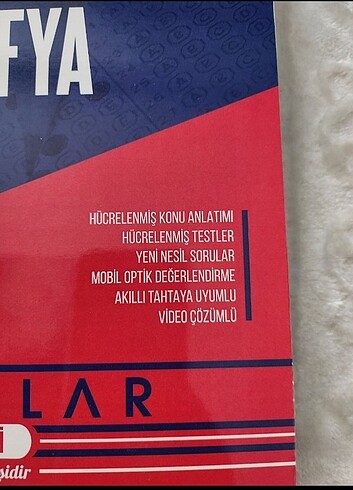 FYA
HÜCRELENMİŞ KONU ANLATIMI
HÜCRELENMİŞ TESTLER
YENİ NESİL SORULAR
MOBİL OPTİK DEĞERLENDİRME
AKILLI TAHTAYA UYUMLU
VİDEO ÇÖZÜMLÜ
LAR
i
şidir